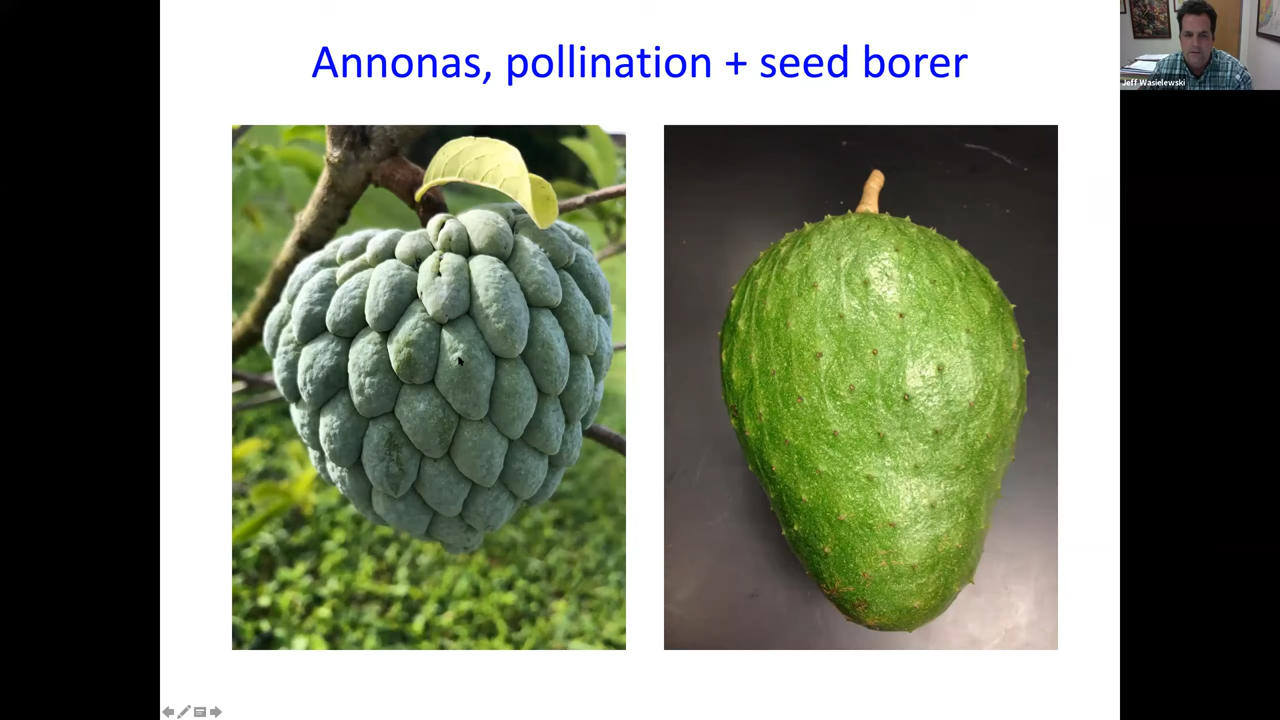 Annonas, pollination + seed borer
Jeff Wasielewski